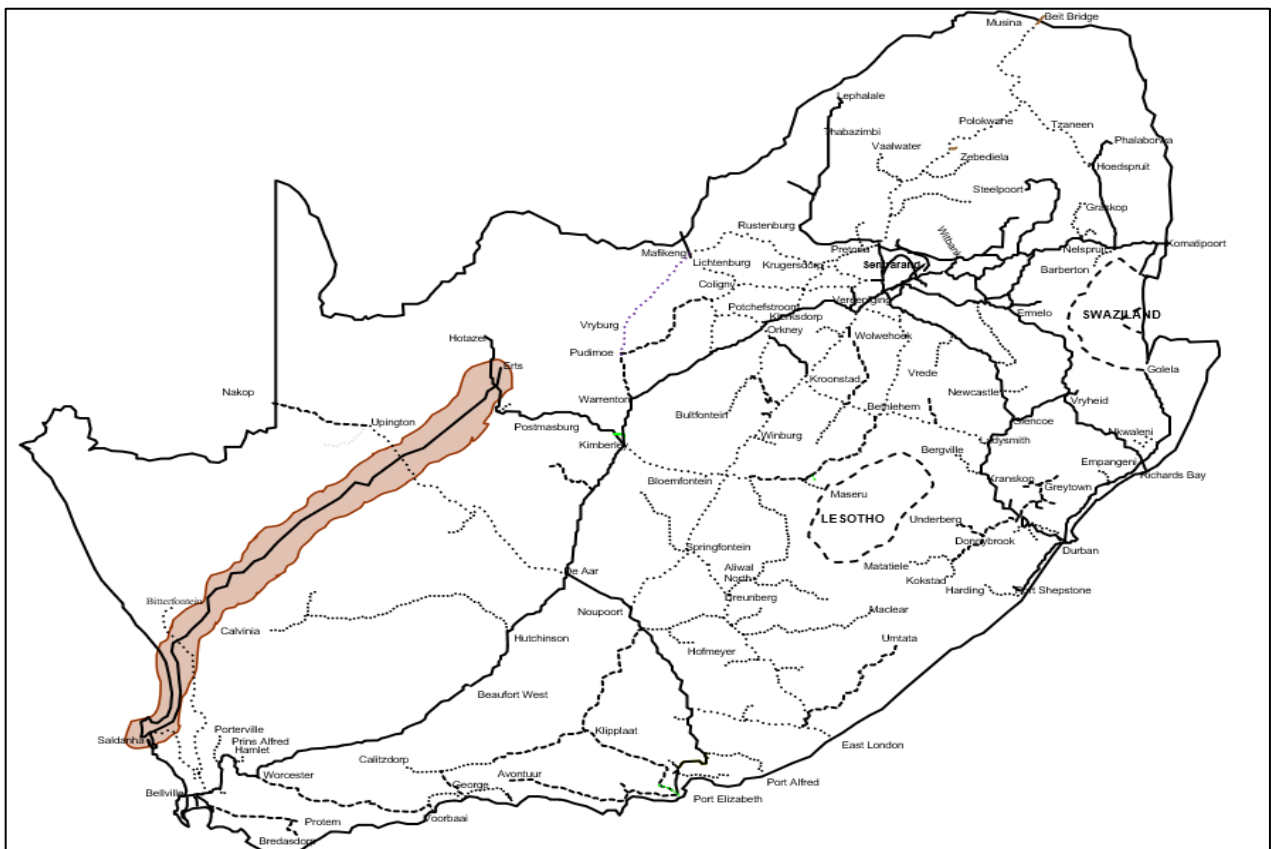 Beit Bridge
Musina
Lephalale
Thabazimbi
Polokwane
Tzaneen
Vaalwater
Phalaborwa
Zebediela
Hoedspruit
Steelpoort
Graskop
Rustenburg
Witbank
Pretoria
Komatipoort
Mafikeng
Nelspruit
Lichtenburg
Krugersdorp
Sentrarand
Barberton
Coligny
Vereeniging
Potchefstroom
Klerksdorp
Ermelo
SWAZILAND
Vryburg
Orkney
Wolwehoek
Hotazel
Pudimoe
Erts
Golela
Vrede
Kroonstad
Newcastle
Nakop
Warrenton
Vryheid
Bethlehem
Bultfontein
Upington
Postmasburg
Glencoe
Nkwaleni
Winburg
Ladysmith
Kimberley
Bergville
Empangeni
Richards Bay
Kranskop
Bloemfontein
Greytown
Maseru
LESOTHO
Underberg
Donnybrook
Springfontein
Durban
Matatiele
Aliwal
North
De Aar
Kokstad
Harding
Port Shepstone
Dreunberg
Bitterfontein
Noupoort
Maclear
Calvinia
Hutchinson
Umtata
Hofmeyer
Beaufort West
Porterville
Klipplaat
Saldanha
Prins Alfred
Hamlet
East London
Calitzdorp
Worcester
Avontuur
George
Port Alfred
Bellville
Port Elizabeth
Voorbaai
Protem
Bredasdorp